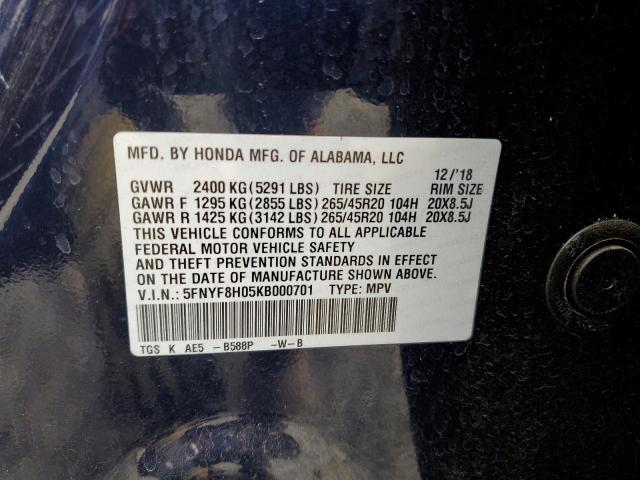 MFD. BY HONDA MFG. OF ALABAMA, LLC
12/'18
GVWR 2400 KG (5291 LBS) TIRE SIZE RIM SIZE
GAWR F 1295 KG (2855 LBS) 265/45R20 104H 20X8.5J
GAWR R 1425 KG (3142 LBS) 265/45R20 104H 20X8.5J
THIS VEHICLE CONFORMS TO ALL APPLICABLE
FEDERAL MOTOR VEHICLE SAFETY
AND THEFT PREVENTION STANDARDS IN EFFECT
ON THE DATE OF MANUFACTURE SHOWN ABOVE.
V.I.N.: 5FNYF8H05KB000701 TYPE: MPV
TGS K AE5 -B588P -W-B